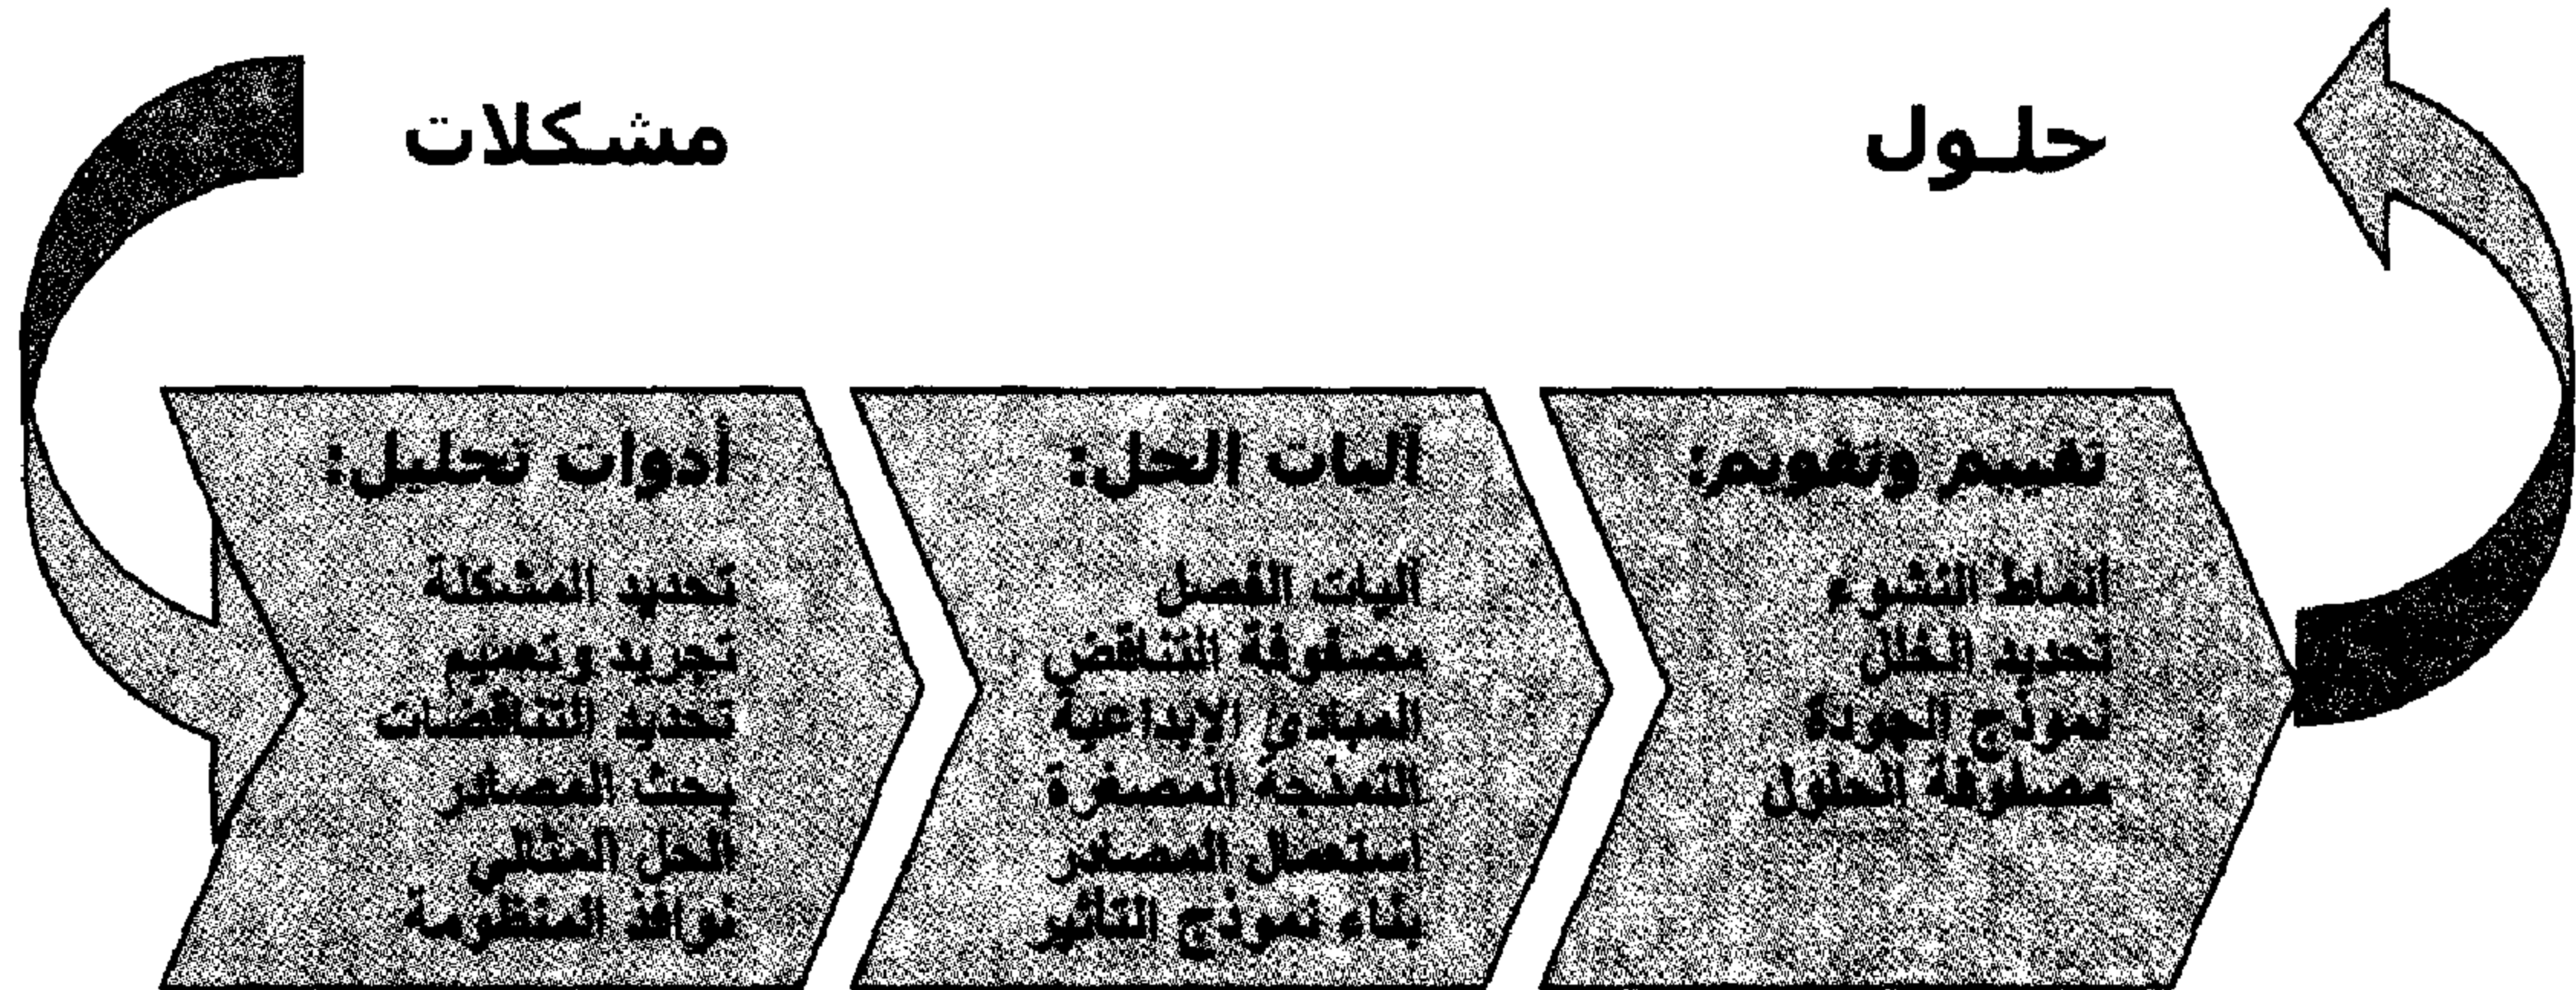 مشكلات
حلول
أدوات تحليل:
تحديد المشكلة
تجريد وتعميم
تحديد التناقضات
بحث المصادر
الحل المثالي
نوافذ المنظومة
آليات الحل:
آليات الفصل
مصفوفة التناقض
المبادئ الإبداعية
النمذجة المصغرة
استعمال المصادر
بناء نموذج التأثير
تقييم وتقويم:
أنماط النشوء
تحديد الخلل
نموذج الجودة
مصفوفة الحلول